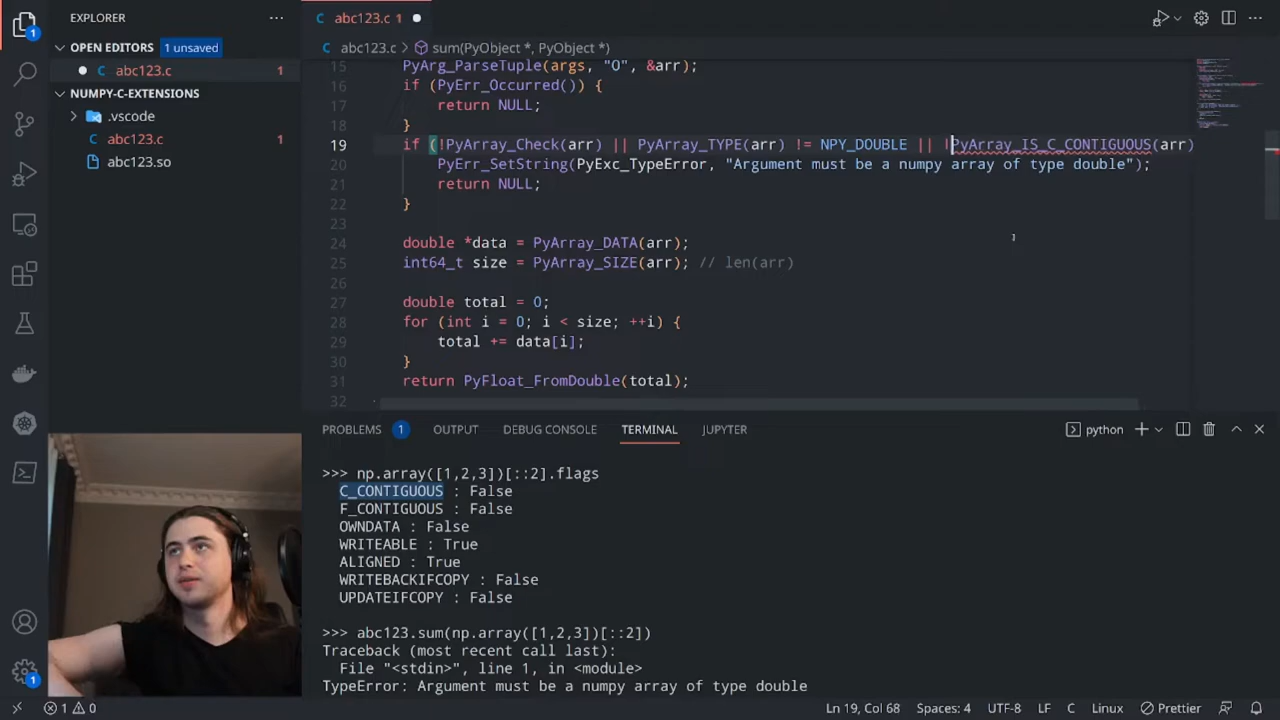 EXPLORER
abc123.c 1
OPEN EDITORS 1 unsaved
abc123.c 1
NUMPY-C-EXTENSIONS
.vscode
abc123.c 1
abc123.so
abc123.c > sum(PyObject *, PyObject *)
15 PyArg_ParseTuple(args, "O", &arr);
16 if (PyErr_Occurred()) {
17 return NULL;
18 }
19 if (!PyArray_Check(arr) || PyArray_TYPE(arr) != NPY_DOUBLE || !PyArray_IS_C_CONTIGUOUS(arr)
20 PyErr_SetString(PyExc_TypeError, "Argument must be a numpy array of type double");
21 return NULL;
22 }
23
24 double *data = PyArray_DATA(arr);
25 int64_t size = PyArray_SIZE(arr); // len(arr)
26
27 double total = 0;
28 for (int i = 0; i < size; ++i) {
29 total += data[i];
30 }
31 return PyFloat_FromDouble(total);
32
PROBLEMS 1 OUTPUT DEBUG CONSOLE TERMINAL JUPYTER python
>>> np.array([1,2,3])[::2].flags
C_CONTIGUOUS : False
F_CONTIGUOUS : False
OWNDATA : False
WRITEABLE : True
ALIGNED : True
WRITEBACKIFCOPY : False
UPDATEIFCOPY : False
>>> abc123.sum(np.array([1,2,3])[::2])
Traceback (most recent call last):
File "<stdin>", line 1, in <module>
TypeError: Argument must be a numpy array of type double
1
1
1 0 Ln 19, Col 68 Spaces: 4 UTF-8 LF C Linux Prettier